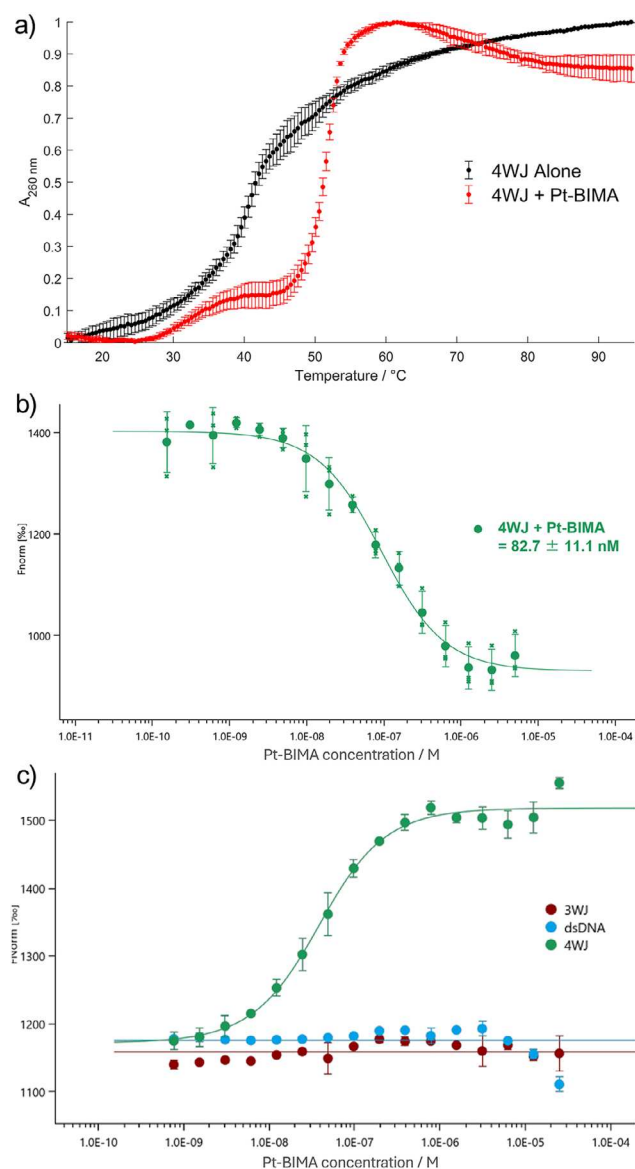 a)
1
0.9
0.8
0.7
0.6
0.5
0.4
0.3
0.2
0.1
0
A260 nm
4WJ Alone
4WJ + Pt-BIMA
20 30 40 50 60 70 80 90
Temperature / °C
b)
1400
1200
1000
Fnorm [‰]
4WJ + Pt-BIMA
= 82.7 ± 11.1 nM
1.0E-11 1.0E-10 1.0E-09 1.0E-08 1.0E-07 1.0E-06 1.0E-05 1.0E-04
Pt-BIMA concentration / M
c)
1500
1400
1300
1200
1100
Fnorm [‰]
3WJ
dsDNA
4WJ
1.0E-10 1.0E-09 1.0E-08 1.0E-07 1.0E-06 1.0E-05 1.0E-04
Pt-BIMA concentration / M